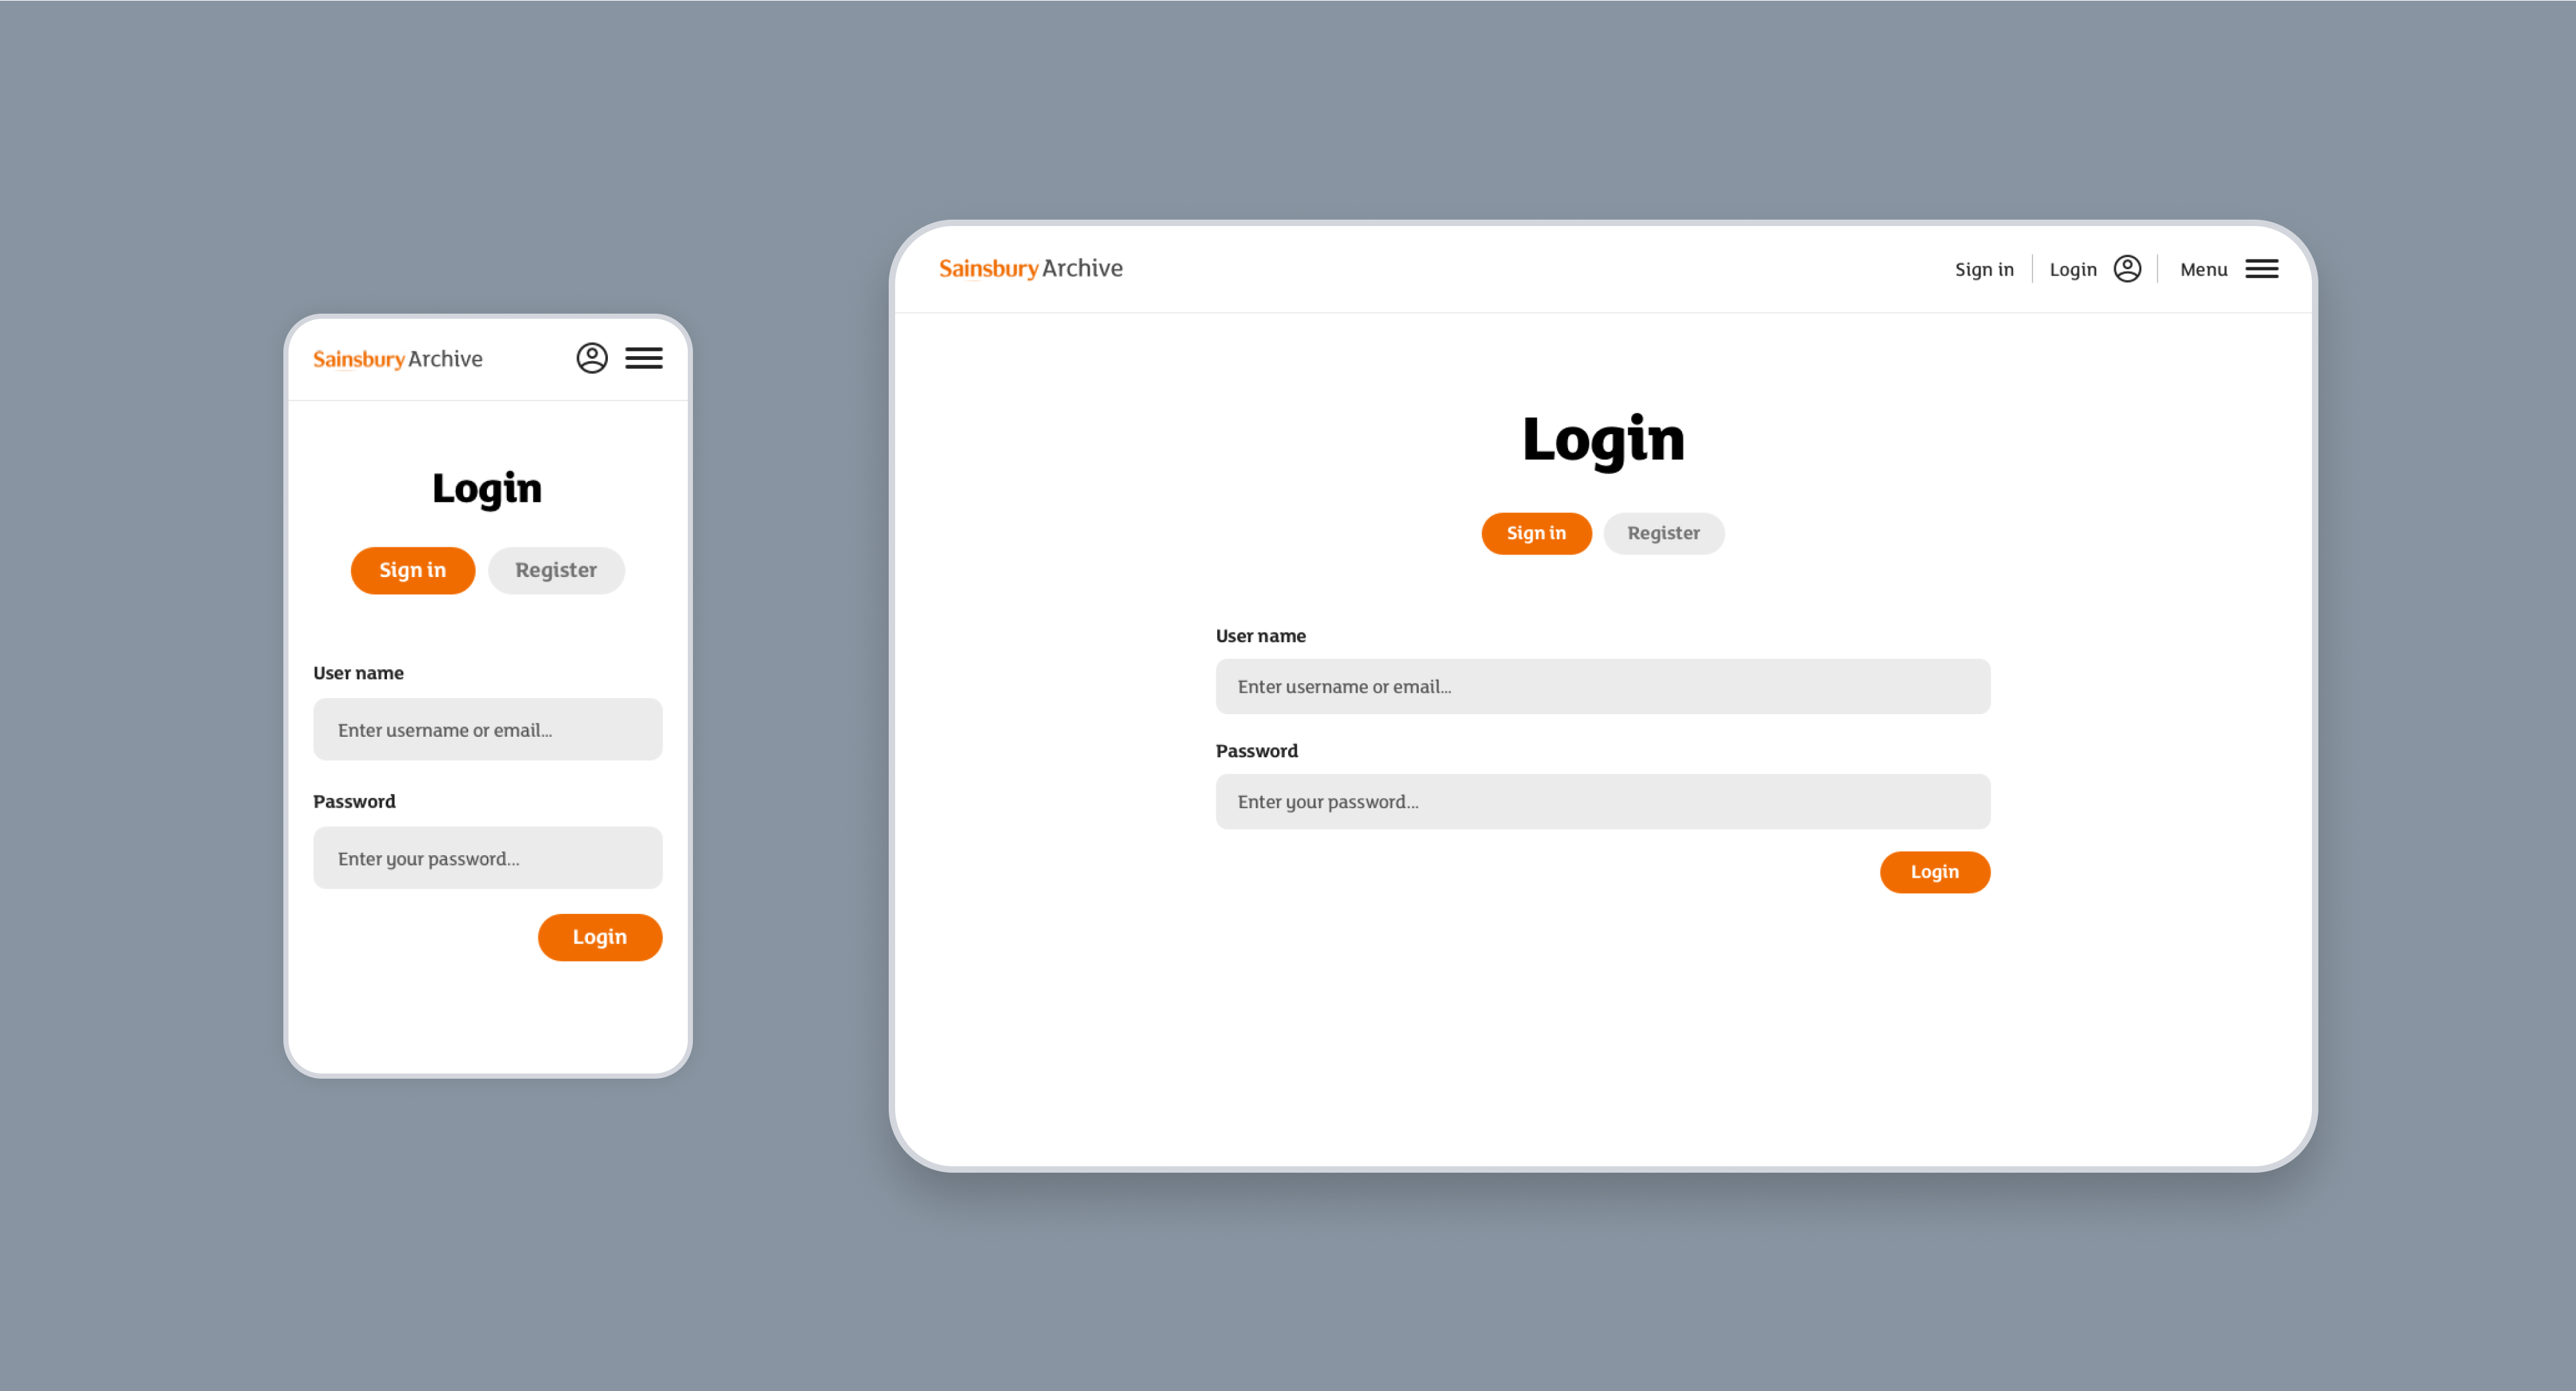 Sainsbury Archive
Login
Sign in Register
User name
Enter username or email...
Password
Enter your password...
Login
Sainsbury Archive Sign in Login Menu
Login
Sign in Register
User name
Enter username or email...
Password
Enter your password...
Login